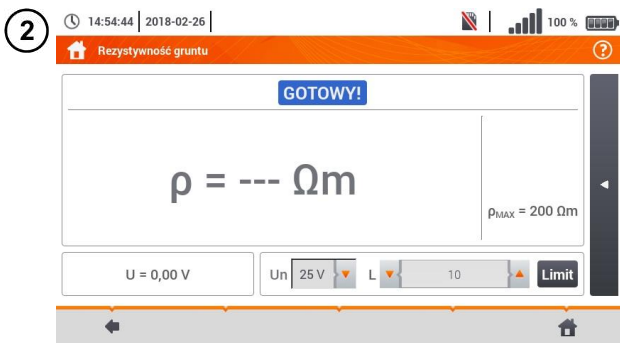 2
14:54:44 2018-02-26 100 %
Rezystywność gruntu ?
GOTOWY!
ρ = --- Ωm
ρMAX = 200 Ωm
U = 0,00 V Un 25 V L 10 Limit